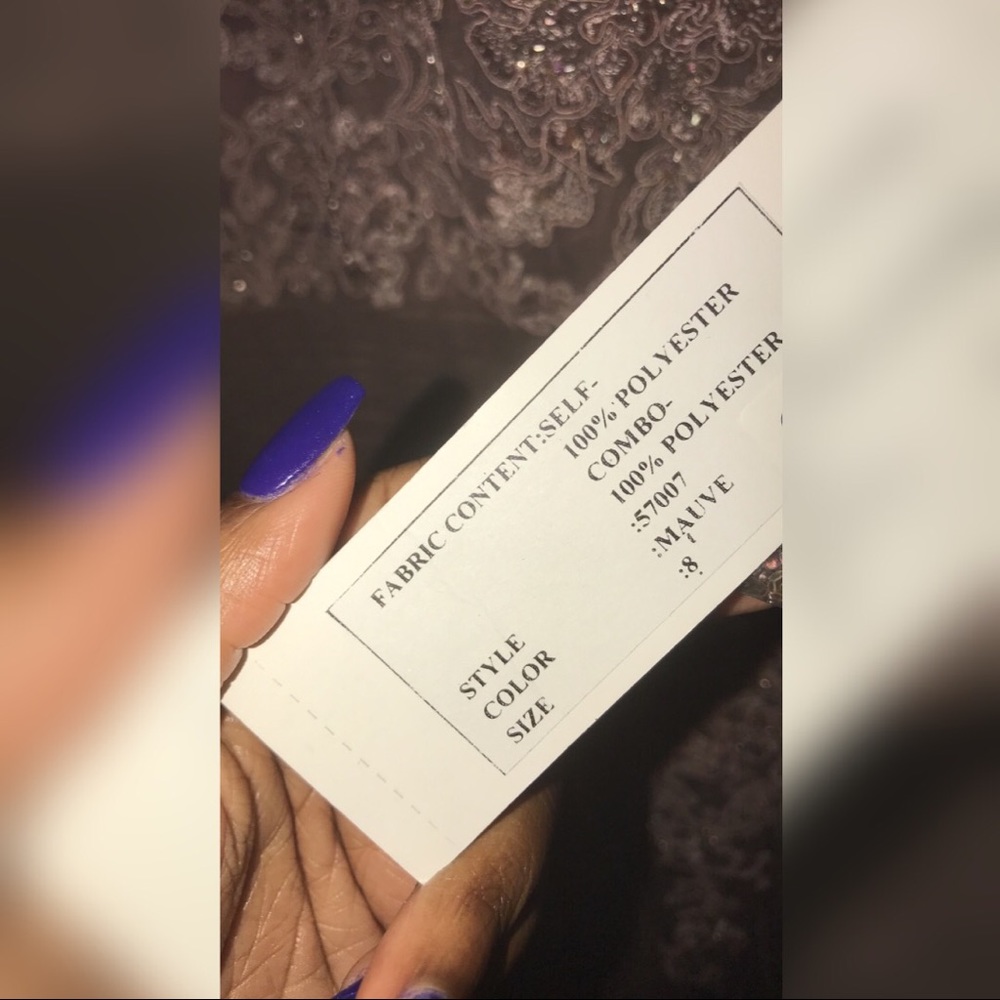 FABRIC CONTENT:SELF-
100% POLYESTER
COMBO-
100% POLYESTER
STYLE :57007
COLOR :MAUVE
SIZE :8